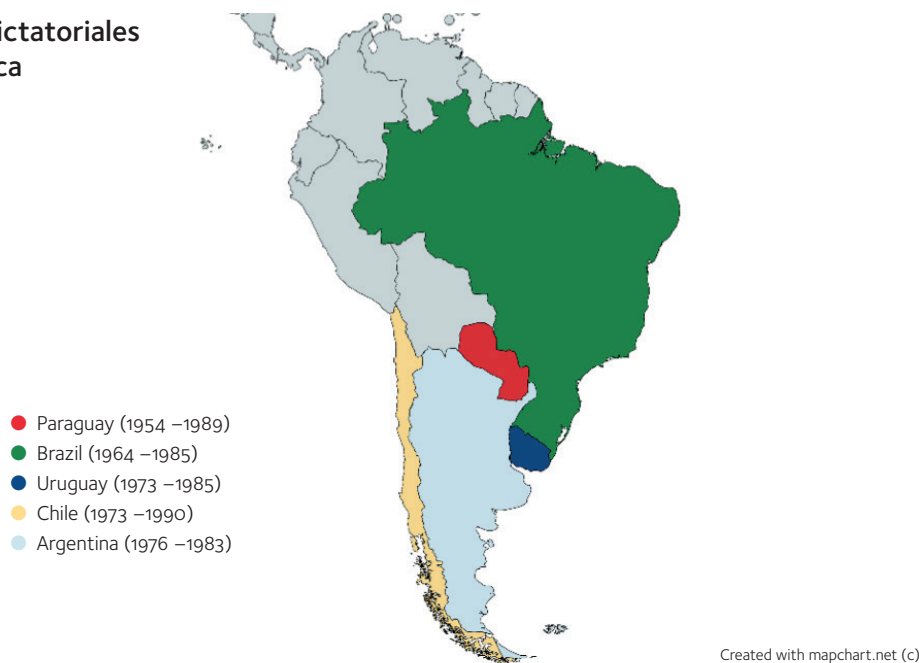 ictatoriales
ca
Paraguay (1954 –1989)
Brazil (1964 –1985)
Uruguay (1973 –1985)
Chile (1973 –1990)
Argentina (1976 –1983)
Created with mapchart.net (c)